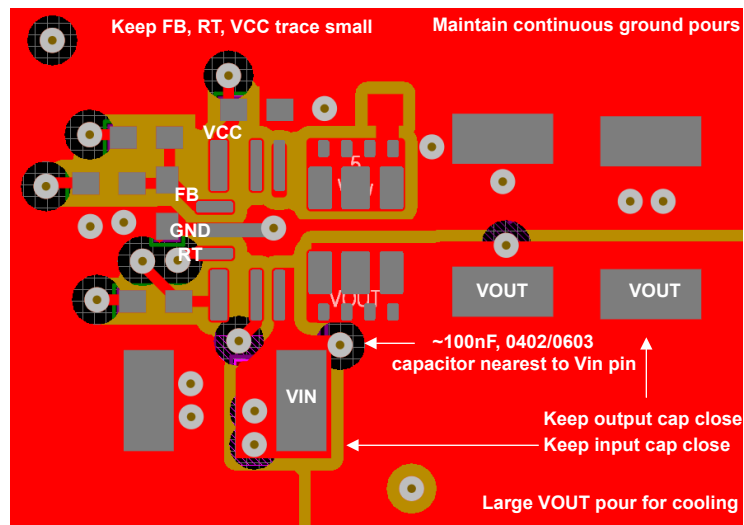 Keep FB, RT, VCC trace small
Maintain continuous ground pours
VCC
5
FB
GND
RT
VOUT
VOUT
VOUT
~100nF, 0402/0603
capacitor nearest to Vin pin
VIN
Keep output cap close
Keep input cap close
Large VOUT pour for cooling